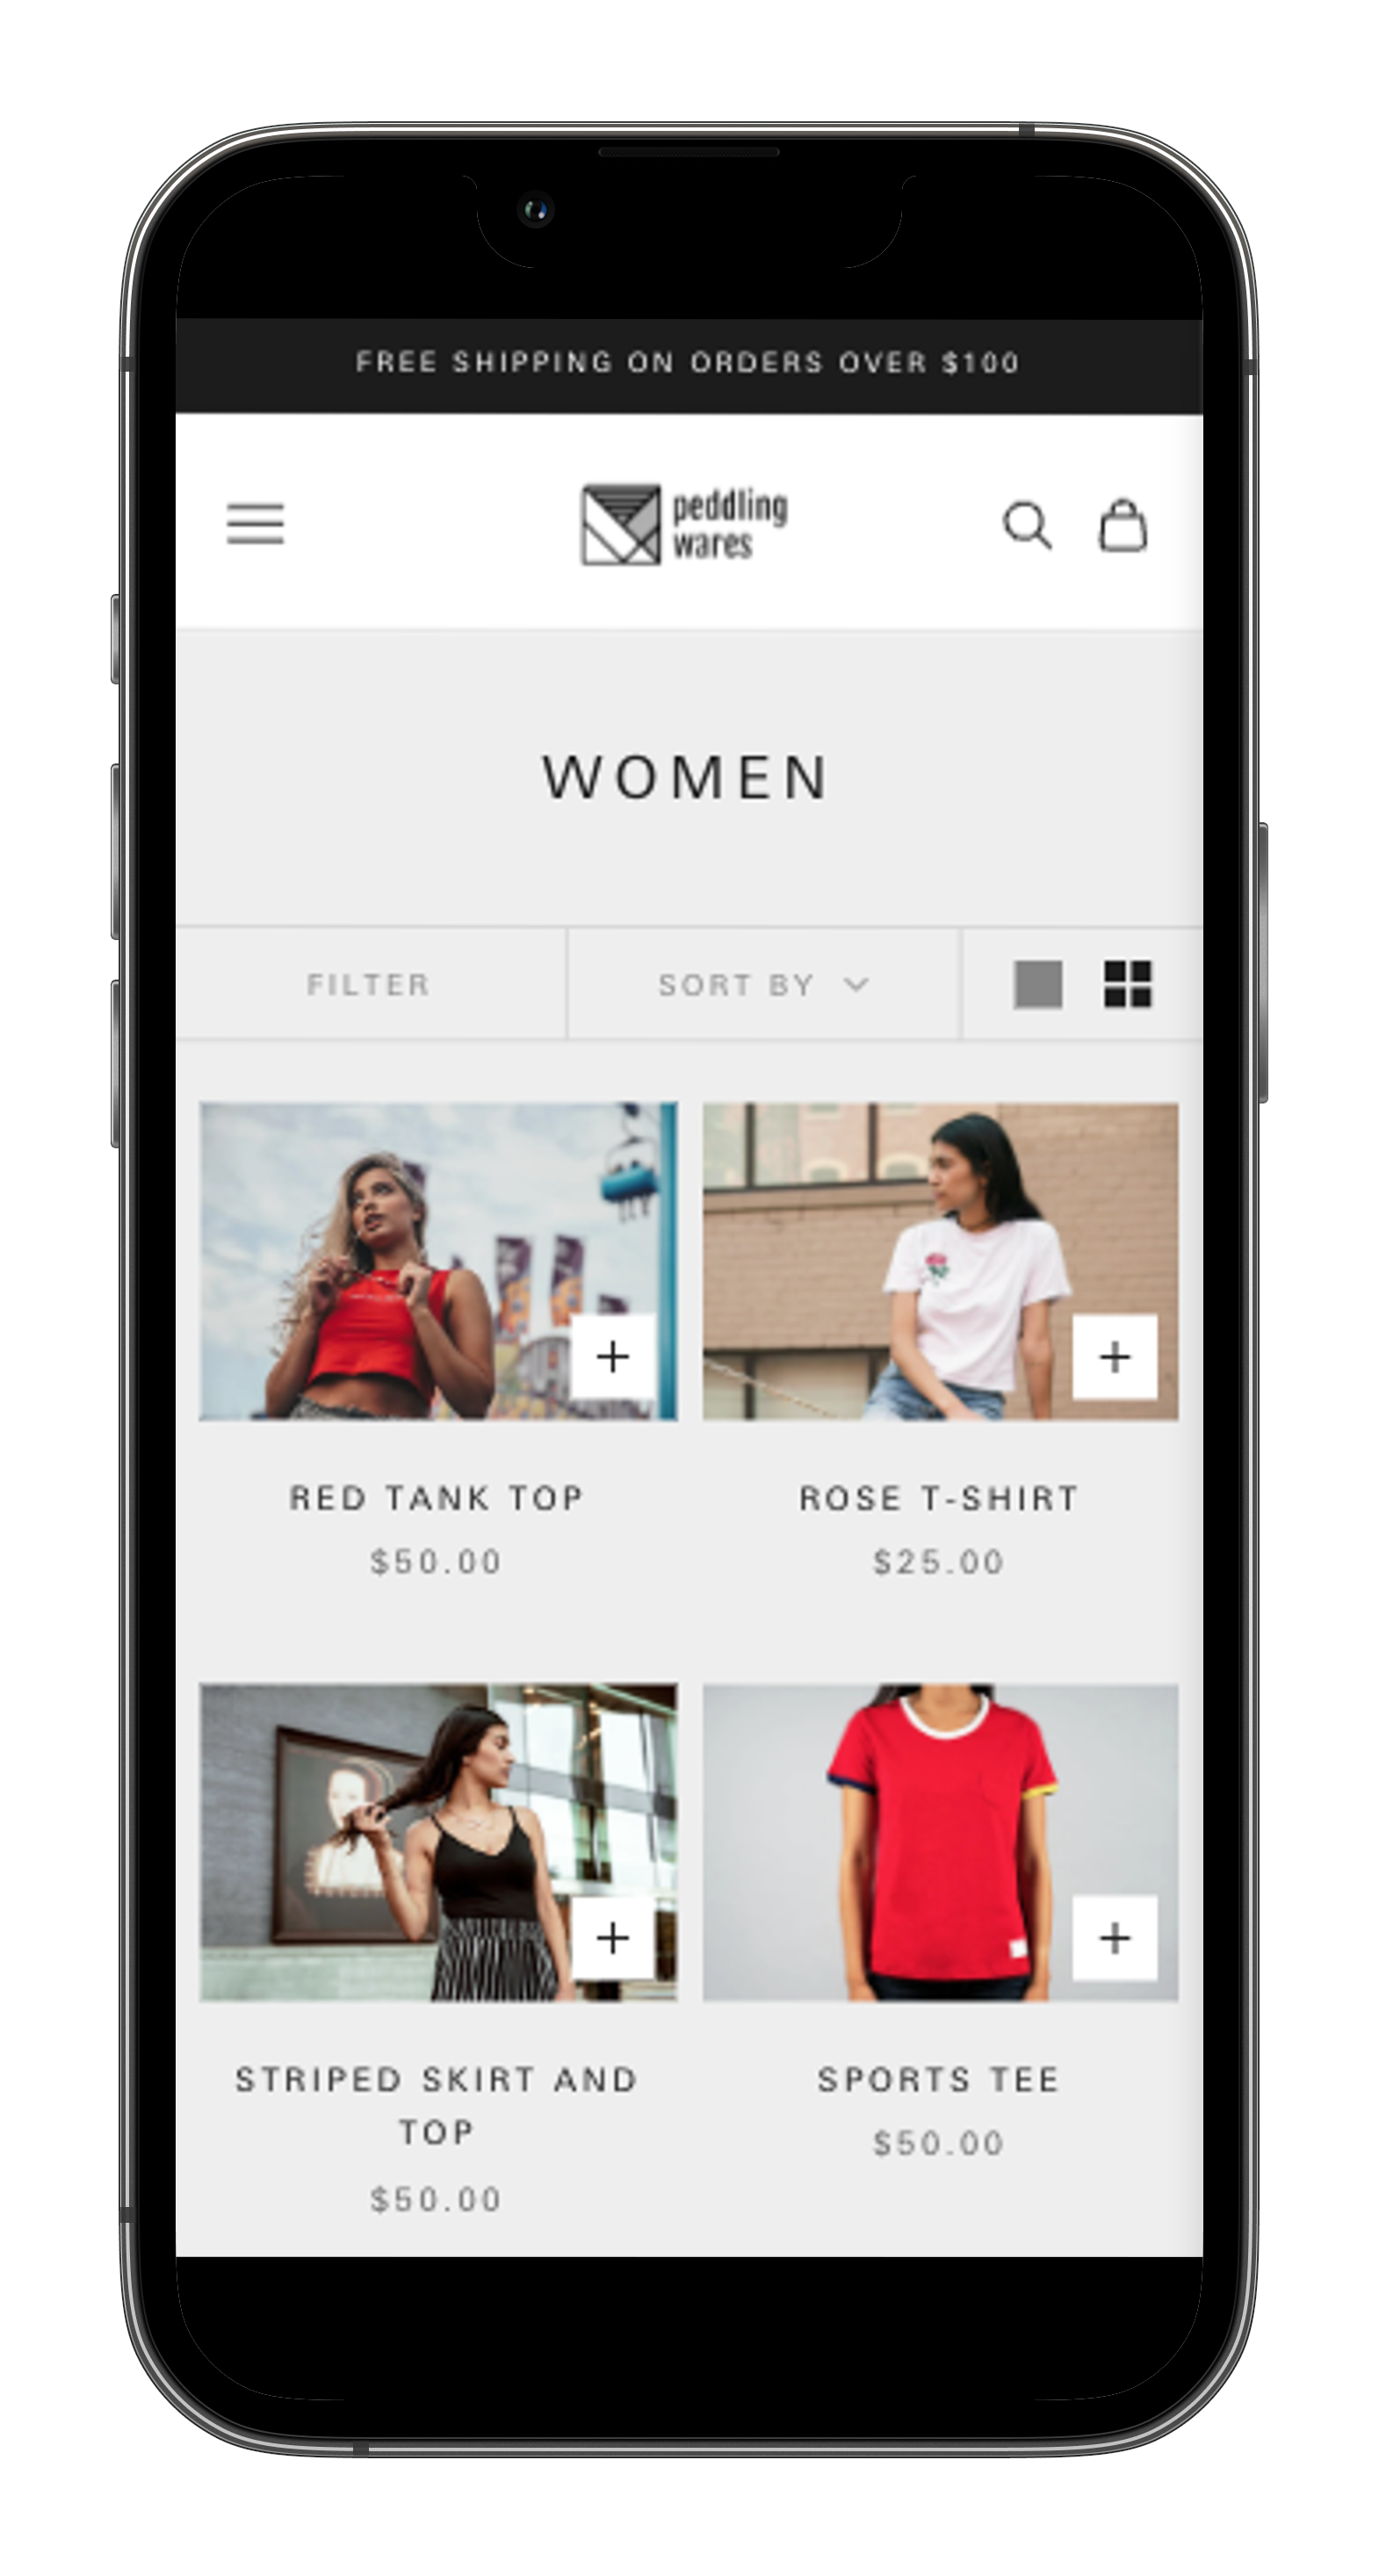 FREE SHIPPING ON ORDERS OVER $100
peddling
wares
WOMEN
FILTER
SORT BY
RED TANK TOP
$50.00
ROSE T-SHIRT
$25.00
STRIPED SKIRT AND
TOP
$50.00
SPORTS TEE
$50.00